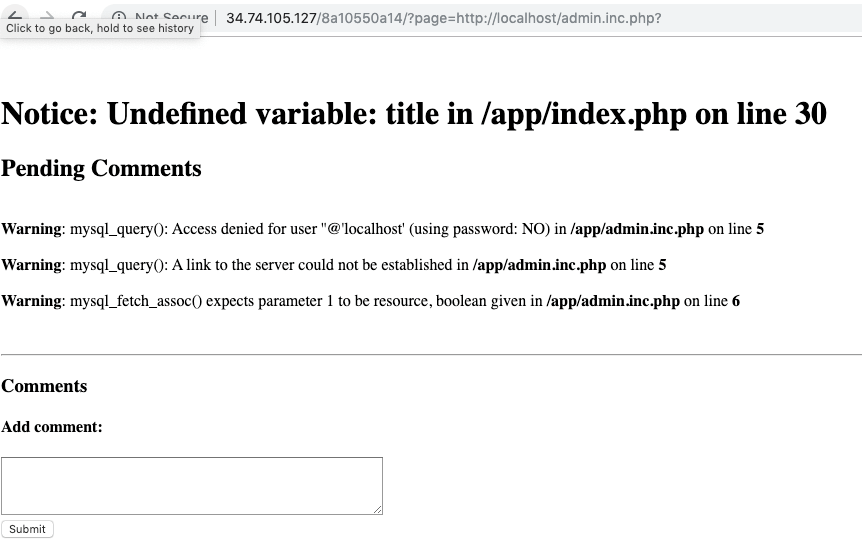 Not Secure | 34.74.105.127/8a10550a14/?page=http://localhost/admin.inc.php?
Click to go back, hold to see history
Notice: Undefined variable: title in /app/index.php on line 30
Pending Comments
Warning: mysql_query(): Access denied for user ''@'localhost' (using password: NO) in /app/admin.inc.php on line 5
Warning: mysql_query(): A link to the server could not be established in /app/admin.inc.php on line 5
Warning: mysql_fetch_assoc() expects parameter 1 to be resource, boolean given in /app/admin.inc.php on line 6
Comments
Add comment:
Submit